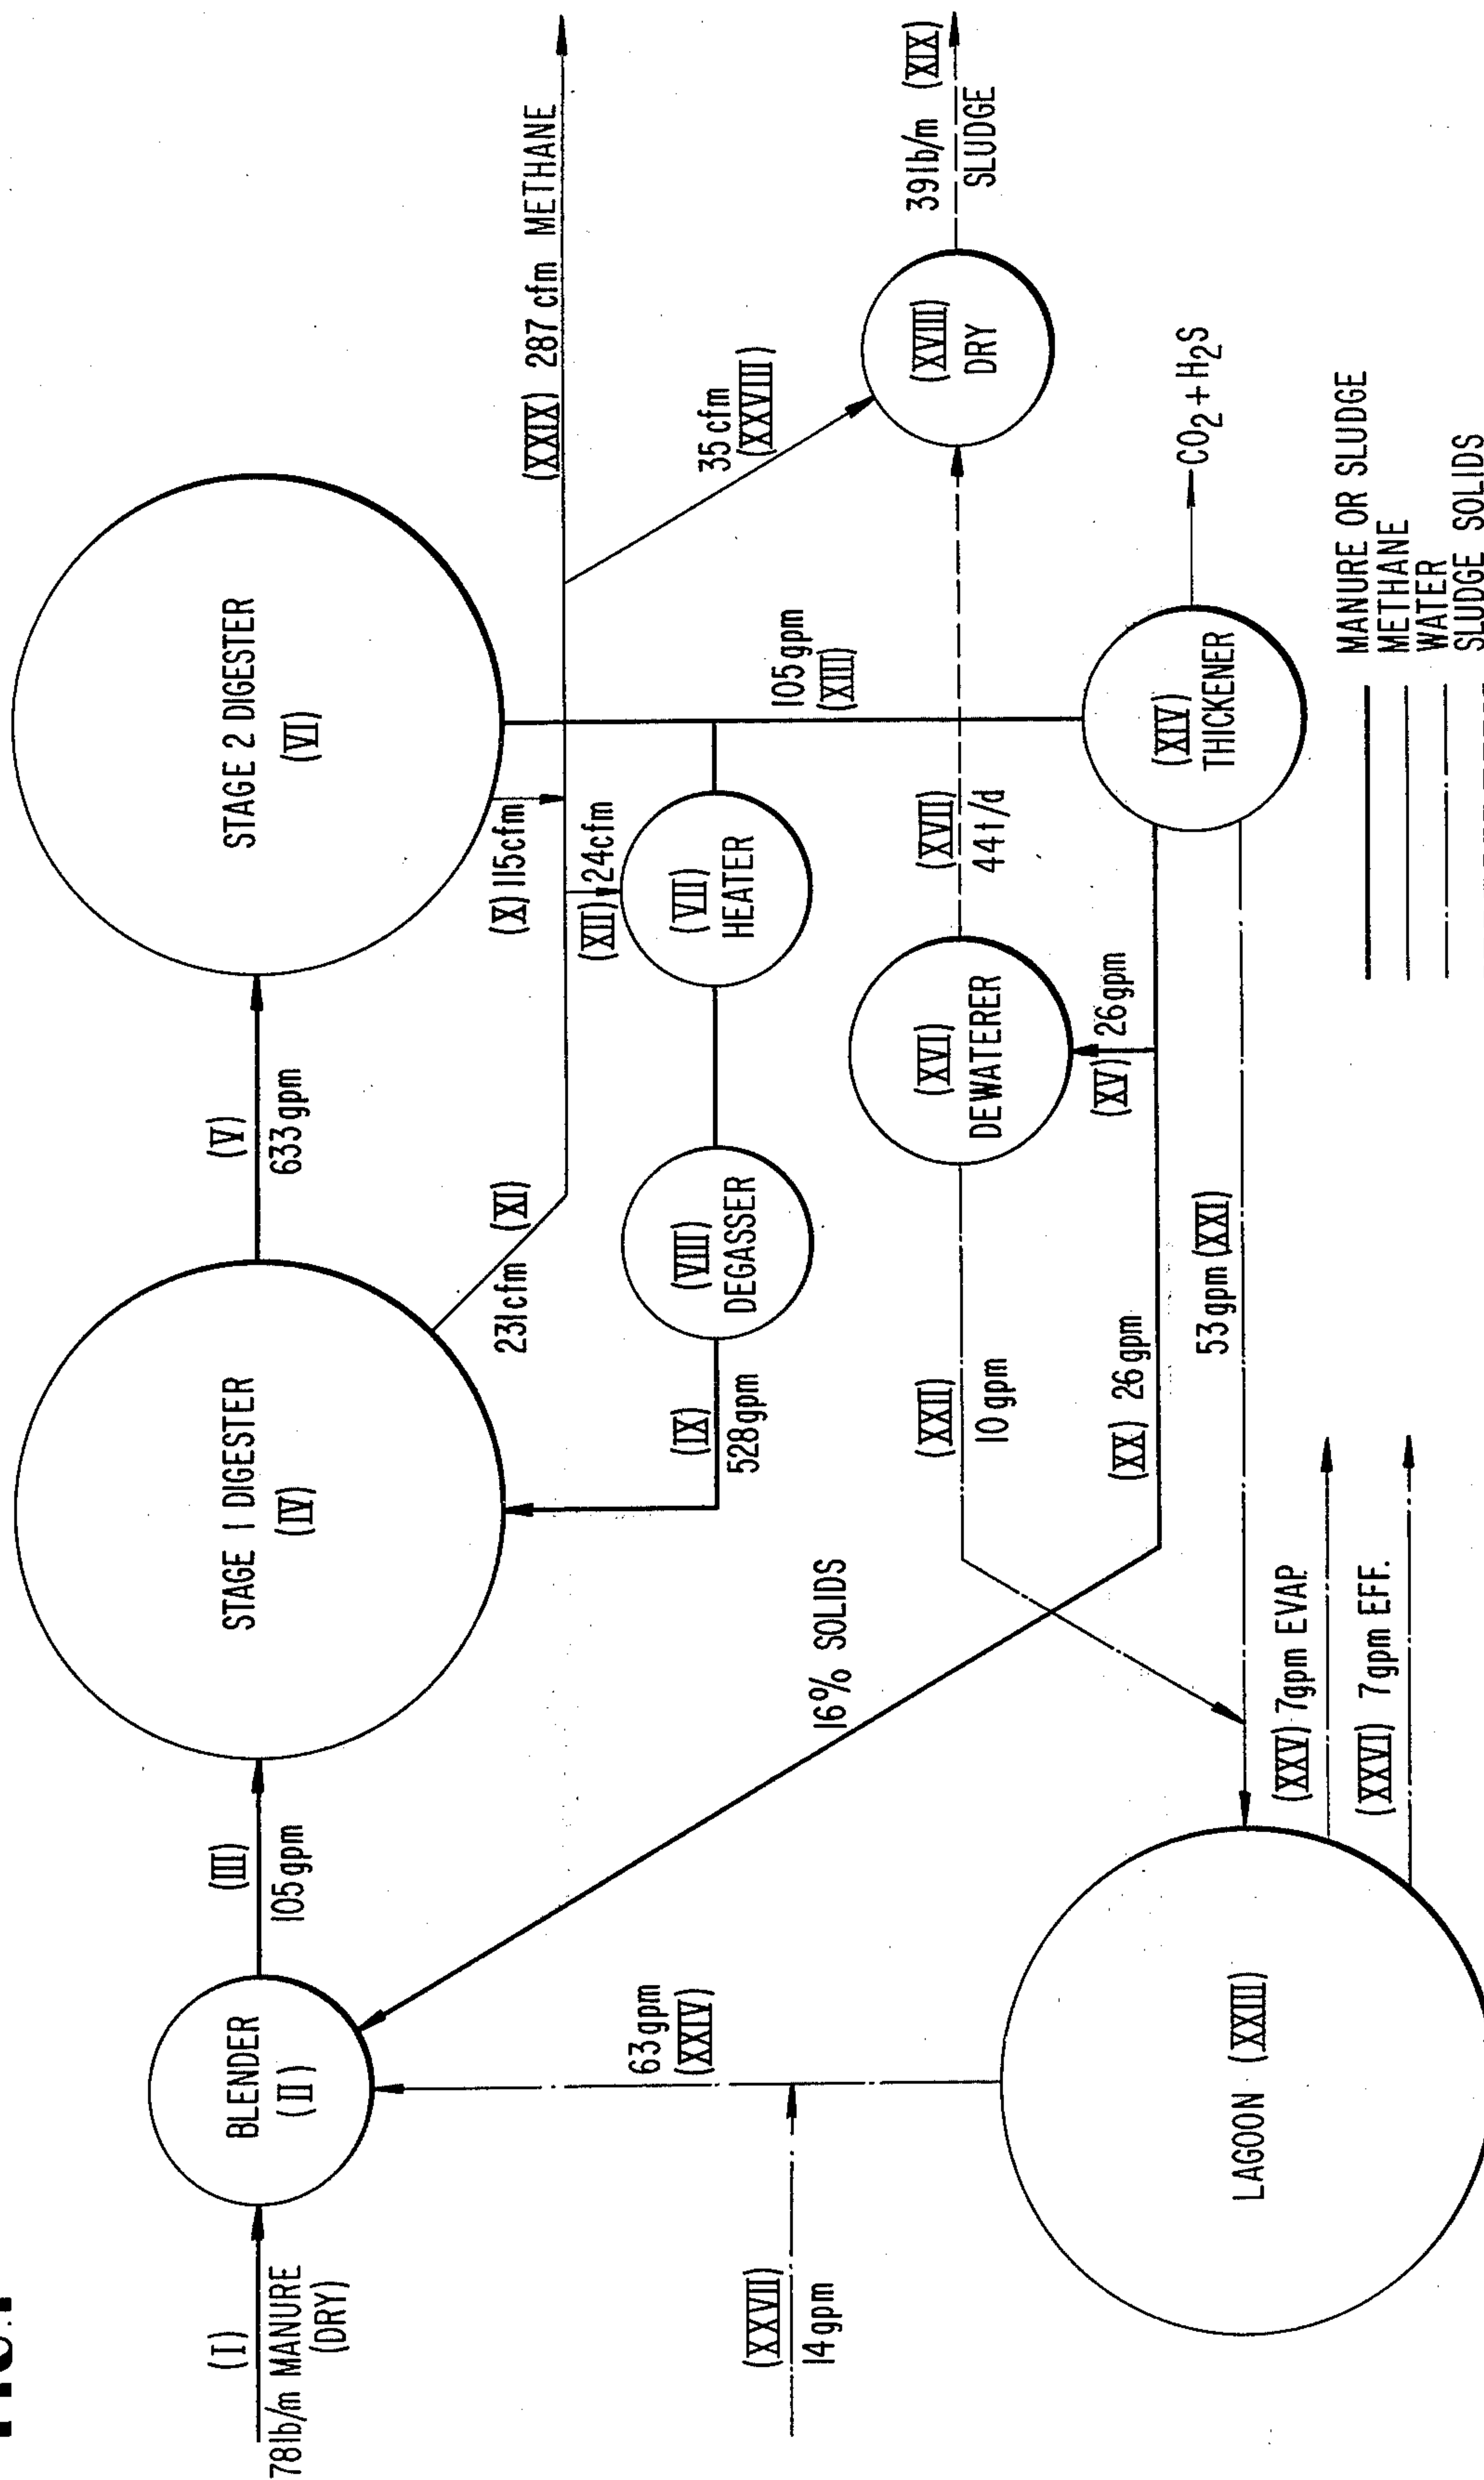 (I)
78lb/m MANURE
(DRY)
BLENDER
(II)
(III)
105gpm
STAGE 1 DIGESTER
(IV)
(V)
633gpm
STAGE 2 DIGESTER
(VI)
231cfm (XI)
(X) 115cfm
(XII) 24cfm
(XXIX) 287 cfm METHANE
35 cfm
(XXVIII)
(IX)
528gpm
(VIII)
DEGASSER
(VII)
HEATER
105gpm
(XIII)
(XVIII)
DRY
39lb/m (XIX)
SLUDGE
(XXVII)
14gpm
63gpm
(XXIV)
16% SOLIDS
(XXII)
10gpm
(XVI)
DEWATERER
(XVII)
44t/d
(XV) 26gpm
(XX) 26gpm
53gpm (XXI)
(XIV)
THICKENER
CO2 + H2S
LAGOON (XXIII)
(XXV) 7gpm EVAP.
(XXVI) 7gpm EFF.
MANURE OR SLUDGE
METHANE
WATER
SLUDGE SOLIDS